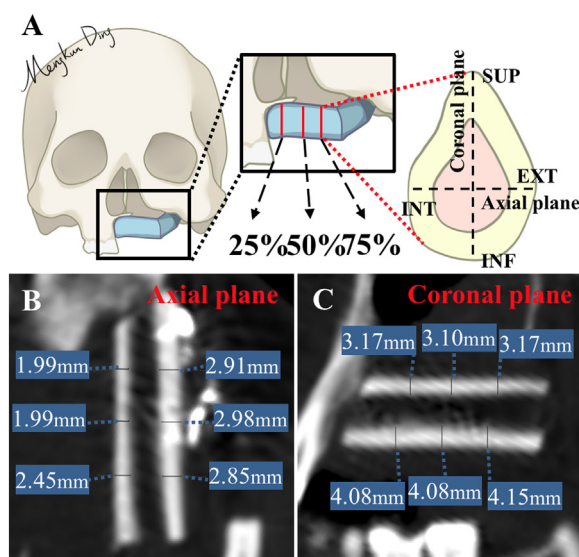 A
Mengkun Ding
SUP
Coronal plane
EXT
INT
Axial plane
INF
25% 50% 75%
B
Axial plane
1.99mm
2.91mm
1.99mm
2.98mm
2.45mm
2.85mm
C
Coronal plane
3.17mm
3.10mm
3.17mm
4.08mm
4.08mm
4.15mm